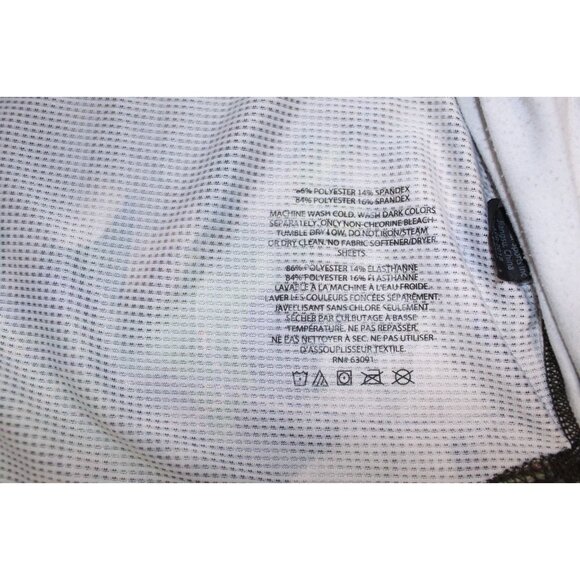 86% POLYESTER 14% SPANDEX
84% POLYESTER 16% SPANDEX
MACHINE WASH COLD, WASH DARK COLORS
SEPARATELY, ONLY NON-CHLORINE BLEACH,
TUMBLE DRY LOW, DO NOT IRON/STEAM
OR DRY CLEAN, NO FABRIC SOFTENER/DRYER
SHEETS
86% POLYESTER 14% ELASTHANNE
84% POLYESTER 16% ELASTHANNE
LAVABLE À LA MACHINE À L'EAU FROIDE.
LAVER LES COULEURS FONCÉES SÉPARÉMENT.
JAVELLISANT SANS CHLORE SEULEMENT.
SÉCHER PAR CULBUTAGE À BASSE
TEMPÉRATURE. NE PAS REPASSER.
NE PAS NETTOYER À SEC. NE PAS UTILISER
D'ASSOUPLISSEUR TEXTILE.
RN# 63091